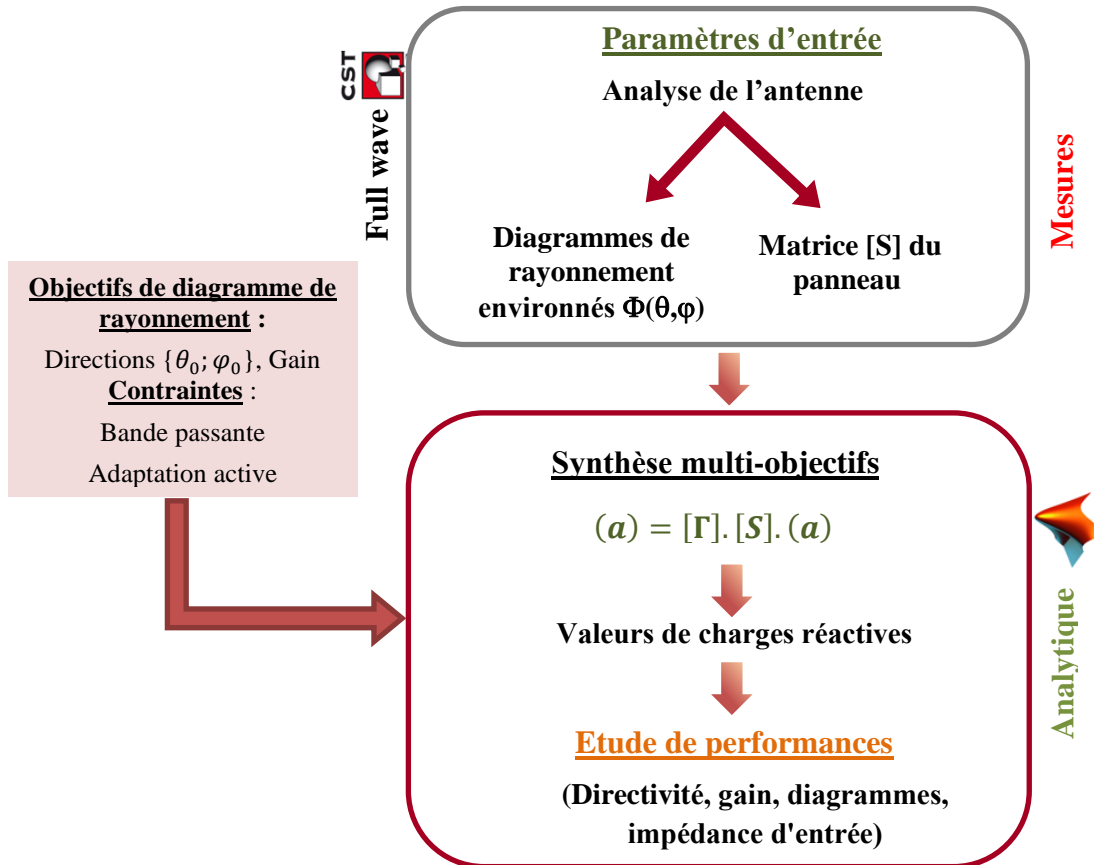 Paramètres d'entrée
Analyse de l'antenne
CST
Full wave
Mesures
Diagrammes de
rayonnement
environnés Φ(θ,φ)
Matrice [S] du
panneau
Objectifs de diagramme de
rayonnement :
Directions {θ₀; φ₀}, Gain
Contraintes :
Bande passante
Adaptation active
Synthèse multi-objectifs
(a) = [Γ]. [S]. (a)
Valeurs de charges réactives
Etude de performances
(Directivité, gain, diagrammes,
impédance d'entrée)
Analytique